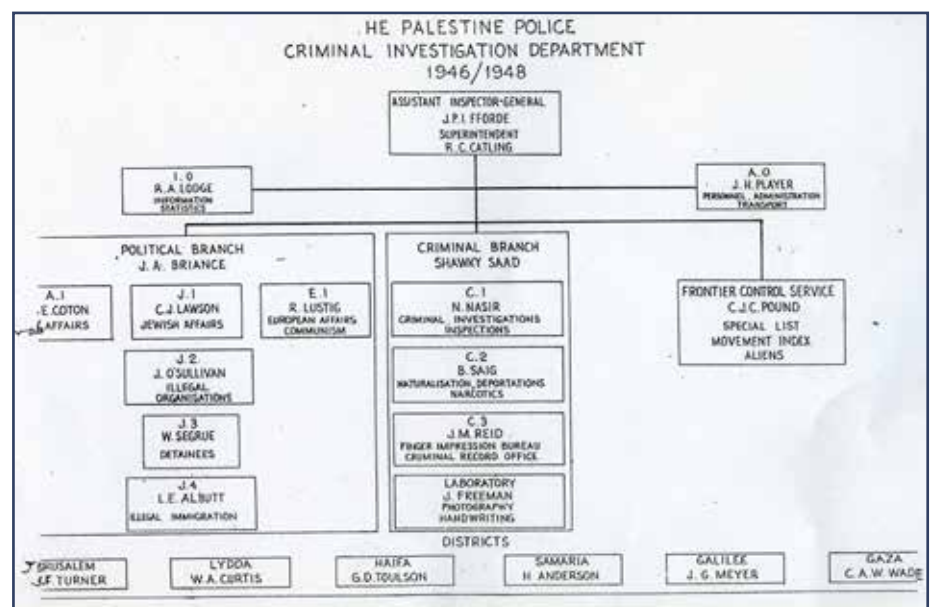 HE PALESTINE POLICE
CRIMINAL INVESTIGATION DEPARTMENT
1946/1948
ASSISTANT INSPECTOR-GENERAL
J.P.I. FFORDE
SUPERINTENDENT
R.C. CATLING
I.O
R.A. LODGE
INFORMATION
STATISTICS
A.O.
J.H. PLAYER
PERSONNEL ADMINISTRATION
TRANSPORT
POLITICAL BRANCH
J.A. BRIANCE
A.1
.E. COTON
AFFAIRS
J.1
C.J. LAWSON
JEWISH AFFAIRS
E.1
R. LUSTIG
EUROPEAN AFFAIRS
COMMUNISM
J.2.
J. O'SULLIVAN
ILLEGAL
ORGANISATIONS
J.3
W. SEGRUE
DETAINEES
J.4
L.E. ALBUTT
ILLEGAL IMMIGRATION
CRIMINAL BRANCH
SHAWKY SAAD
C.1
N. NASIR
CRIMINAL INVESTIGATIONS
INSPECTIONS
C.2
B. SAIG
NATURALISATION, DEPORTATIONS
NARCOTICS
C.3
J.M. REID
FINGER IMPRESSION BUREAU
CRIMINAL RECORD OFFICE
LABORATORY
J. FREEMAN
PHOTOGRAPHY
HANDWRITING
FRONTIER CONTROL SERVICE
C.J.C. POUND
SPECIAL LIST
MOVEMENT INDEX
ALIENS
DISTRICTS
JERUSALEM
J.F. TURNER
LYDDA
W.A. CURTIS
HAIFA
G.D. TOULSON
SAMARIA
H ANDERSON
GALILEE
J.G. MEYER
GAZA
C.A.W. WADE